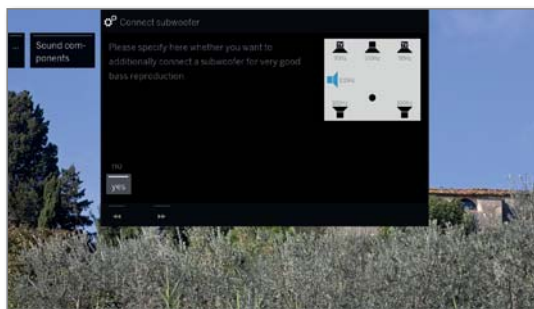 Connect subwoofer
... Sound com-
ponents
Please specify here whether you want to
additionally connect a subwoofer for very good
bass reproduction.
no
yes